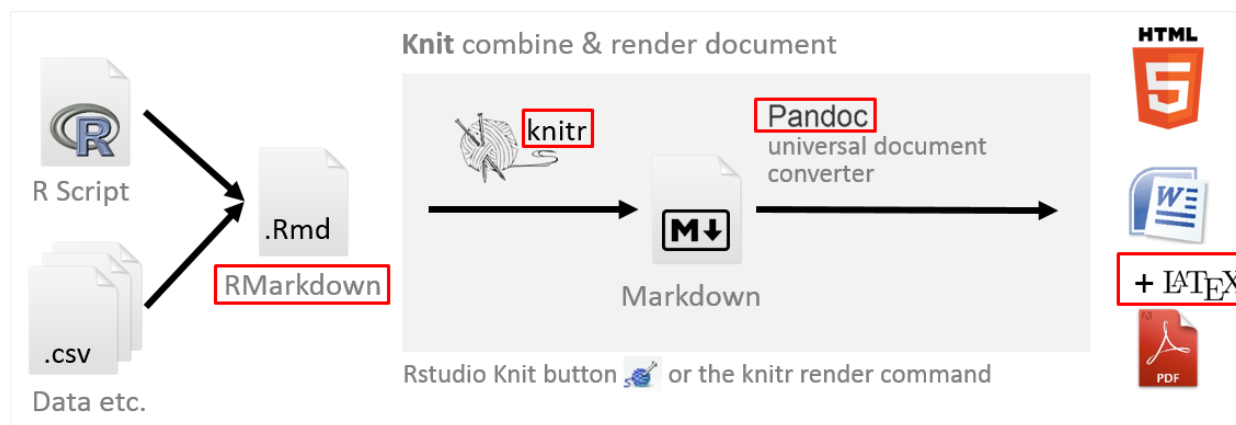 Knit combine & render document
HTML
5
R
R Script
knitr
Pandoc
universal document
converter
.Rmd
RMarkdown
M
W
Markdown
+ LATEX
.csv
Data etc.
Rstudio Knit button or the knitr render command
PDF